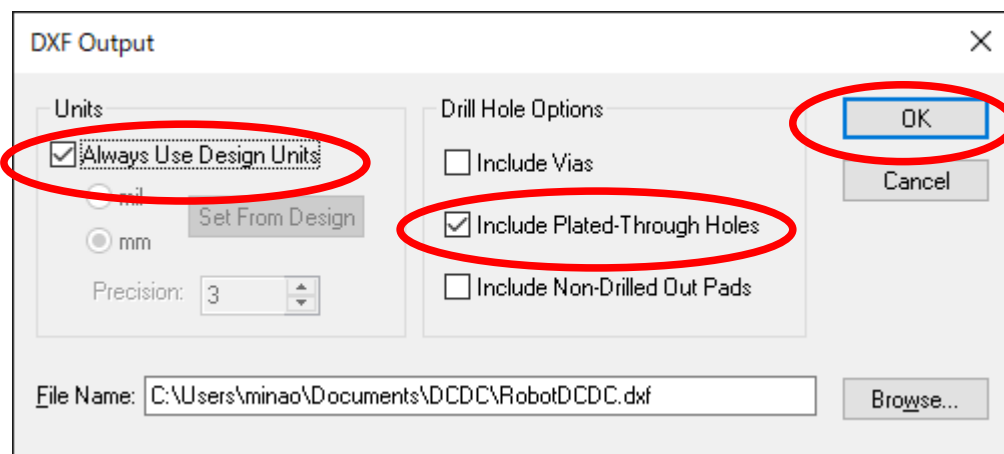 DXF Output
Units
Always Use Design Units
mil
Set From Design
mm
Precision:
3
Drill Hole Options
Include Vias
Include Plated-Through Holes
Include Non-Drilled Out Pads
OK
Cancel
File Name: C:\Users\minao\Documents\DCDC\RobotDCDC.dxf
Browse...